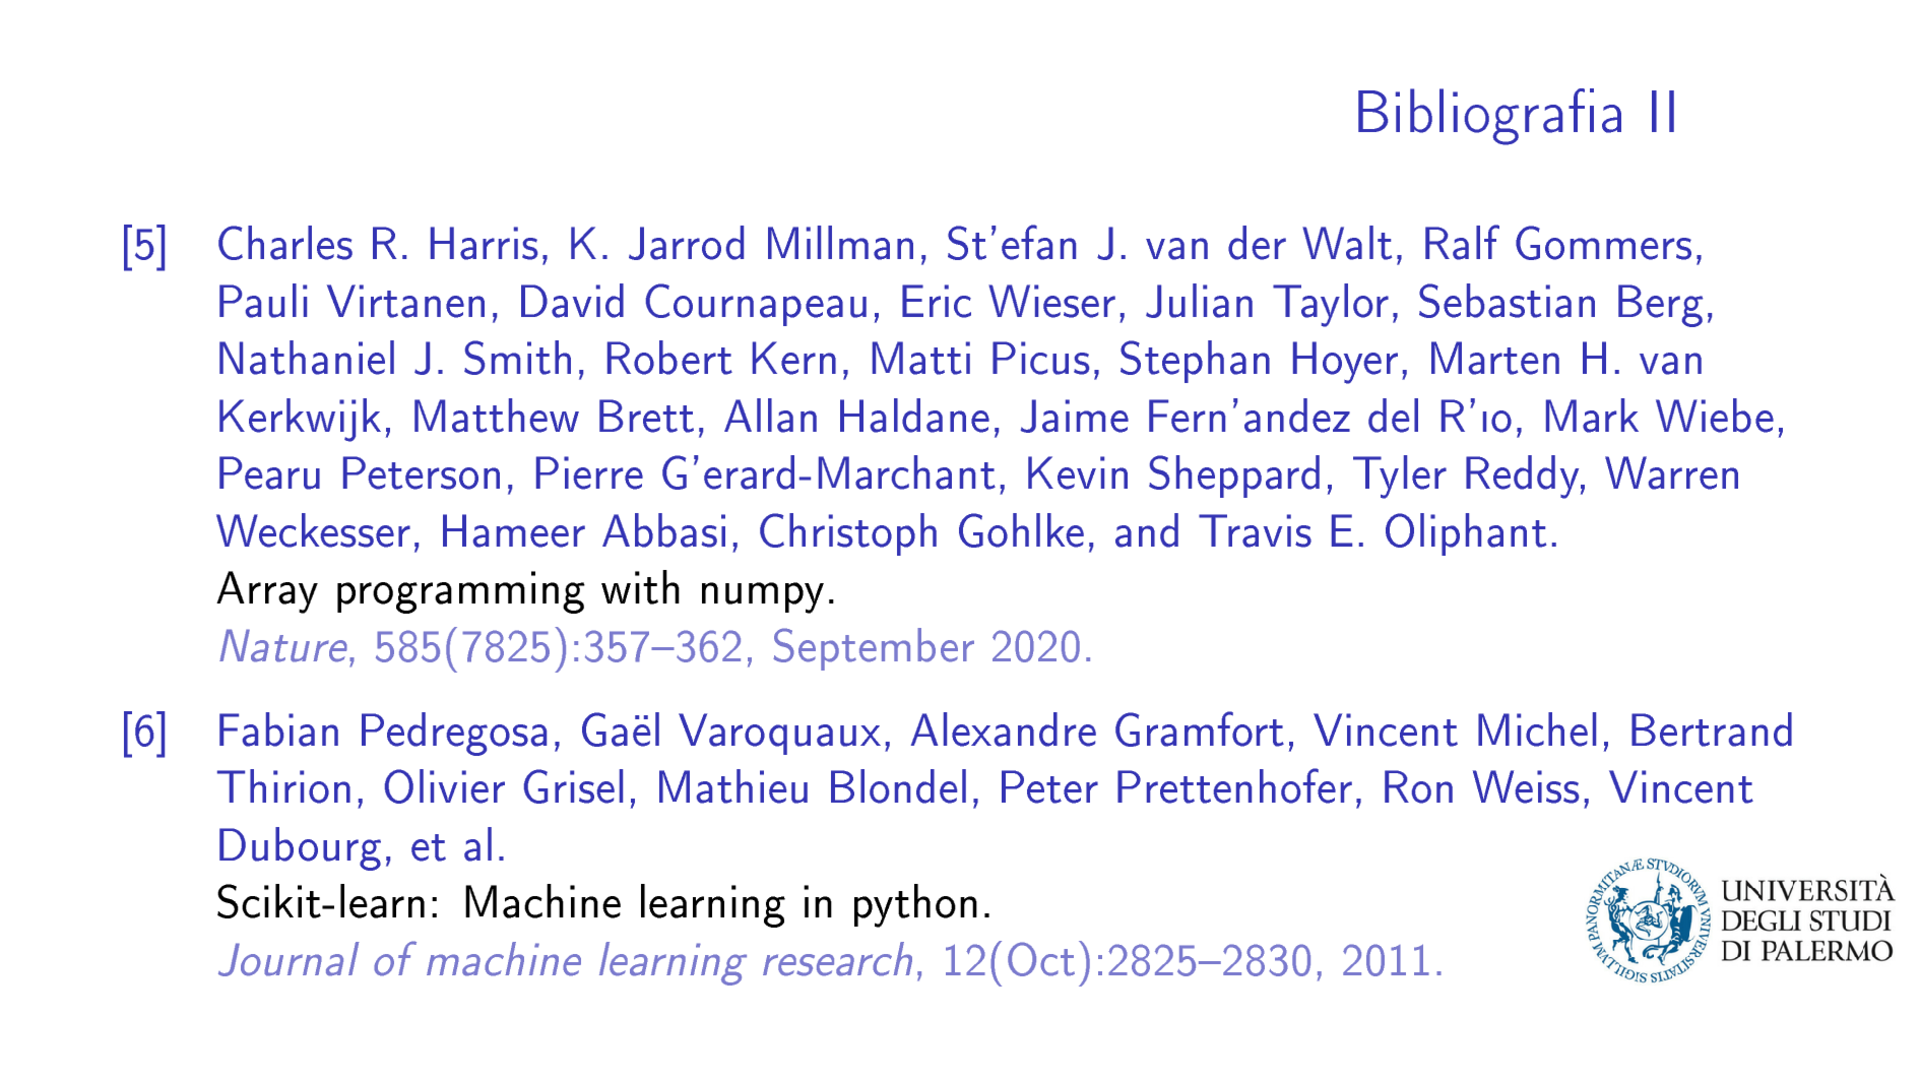 Bibliografia II
[5] Charles R. Harris, K. Jarrod Millman, St'efan J. van der Walt, Ralf Gommers,
Pauli Virtanen, David Cournapeau, Eric Wieser, Julian Taylor, Sebastian Berg,
Nathaniel J. Smith, Robert Kern, Matti Picus, Stephan Hoyer, Marten H. van
Kerkwijk, Matthew Brett, Allan Haldane, Jaime Fern'andez del R'ıo, Mark Wiebe,
Pearu Peterson, Pierre G'erard-Marchant, Kevin Sheppard, Tyler Reddy, Warren
Weckesser, Hameer Abbasi, Christoph Gohlke, and Travis E. Oliphant.
Array programming with numpy.
Nature, 585(7825):357–362, September 2020.
[6] Fabian Pedregosa, Gaël Varoquaux, Alexandre Gramfort, Vincent Michel, Bertrand
Thirion, Olivier Grisel, Mathieu Blondel, Peter Prettenhofer, Ron Weiss, Vincent
Dubourg, et al.
Scikit-learn: Machine learning in python.
Journal of machine learning research, 12(Oct):2825–2830, 2011.
SIGILLVM PANORMITANÆ STVDIORVM VNIVERSITATIS
UNIVERSITÀ
DEGLI STUDI
DI PALERMO